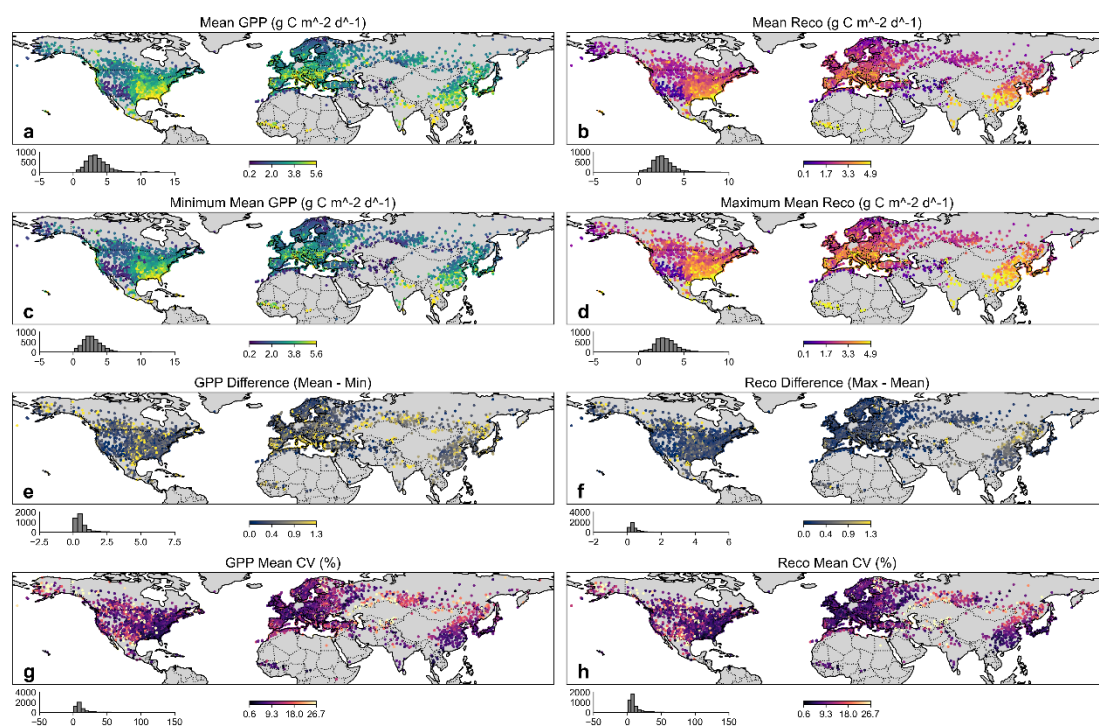 Mean GPP (g C m^-2 d^-1)
a
1000
500
0
-5 0 5 10 15
0.2 2.0 3.8 5.6
Mean Reco (g C m^-2 d^-1)
b
1000
500
0
-5 0 5 10
0.1 1.7 3.3 4.9
Minimum Mean GPP (g C m^-2 d^-1)
c
1000
500
0
-5 0 5 10 15
0.2 2.0 3.8 5.6
Maximum Mean Reco (g C m^-2 d^-1)
d
1000
500
0
-5 0 5 10
0.1 1.7 3.3 4.9
GPP Difference (Mean - Min)
e
2000
1000
0
-2.5 0.0 2.5 5.0 7.5
0.0 0.4 0.9 1.3
Reco Difference (Max - Mean)
f
4000
2000
0
-2 0 2 4 6
0.0 0.4 0.9 1.3
GPP Mean CV (%)
g
4000
2000
0
-50 0 50 100 150
0.6 9.3 18.0 26.7
Reco Mean CV (%)
h
2000
1000
0
-50 0 50 100 150
0.6 9.3 18.0 26.7